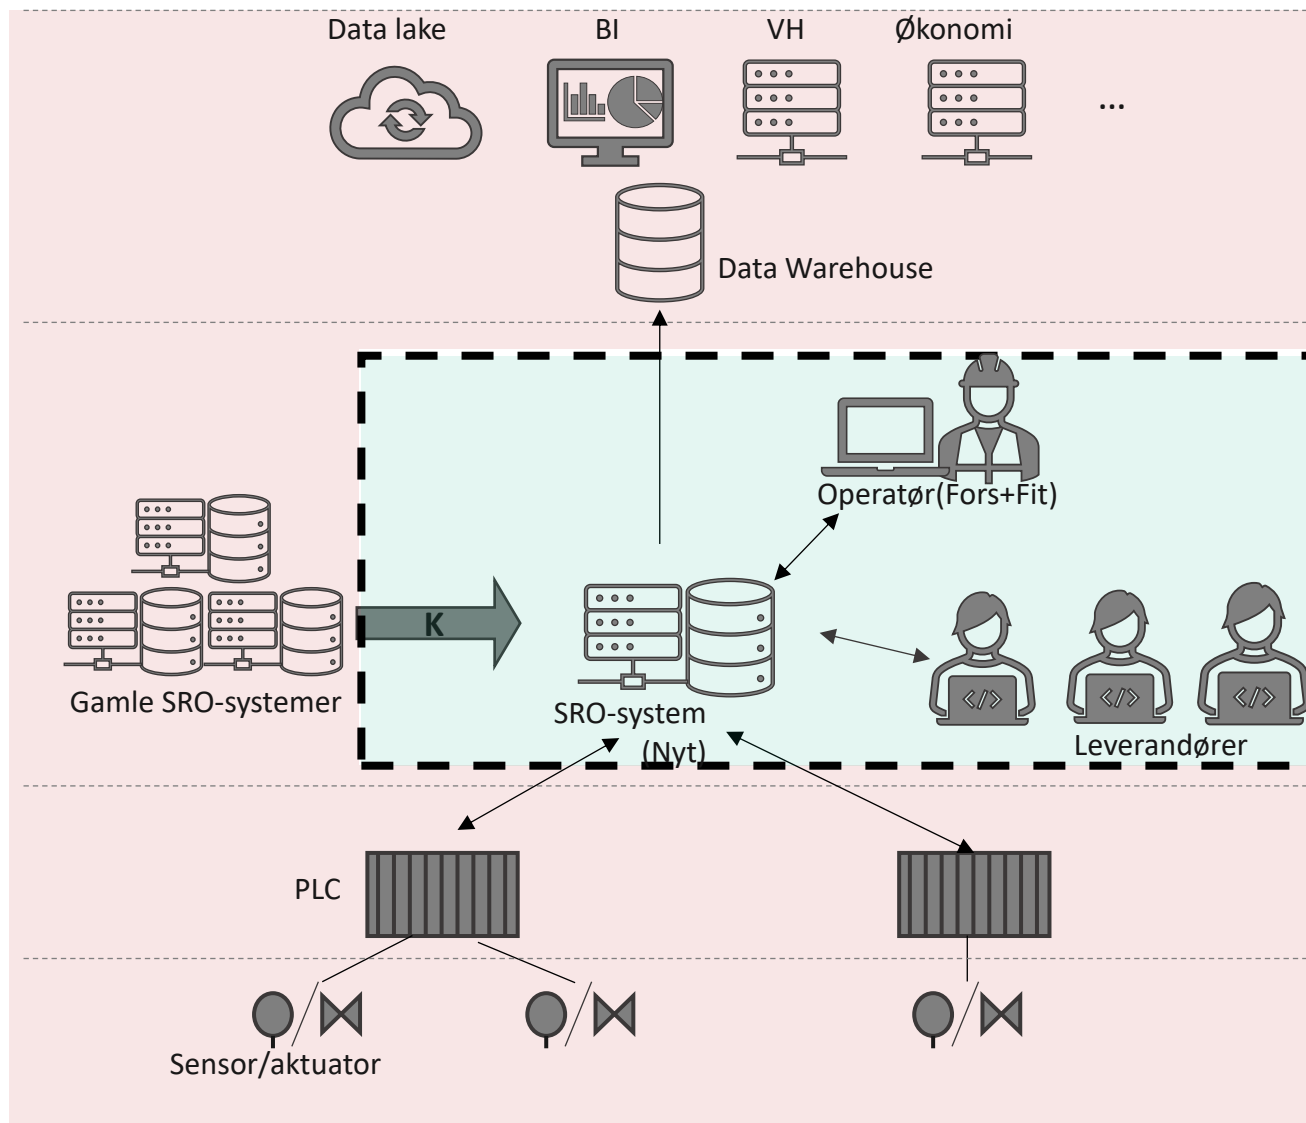 Data lake
BI
VH
Økonomi
...
Data Warehouse
Operatør(Fors+Fit)
K
Gamle SRO-systemer
SRO-system
(Nyt)
</>
</>
</>
Leverandører
PLC
Sensor/aktuator